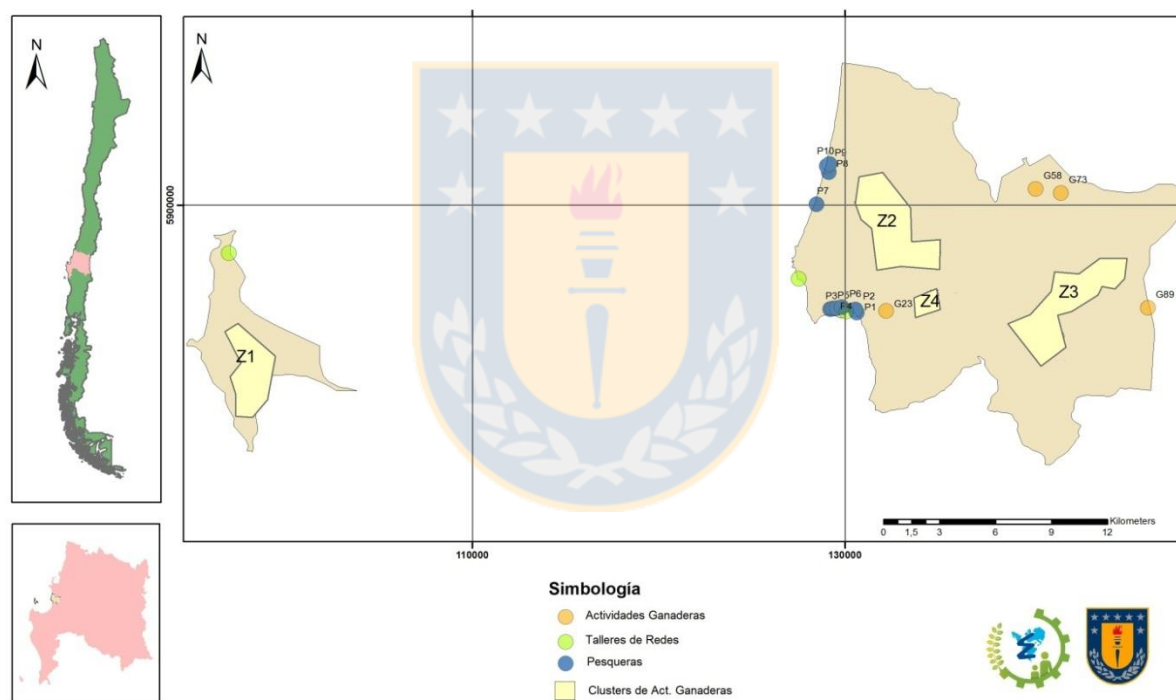 N
N
P10 P9
P8
P7
G58
G73
5900000
Z2
Z1
Z3
Z4
P3 P5 P6 P2
P4 P1
G23
G89
Kilometers
0 1,5 3 6 9 12
110000
130000
Simbología
Actividades Ganaderas
Talleres de Redes
Pesqueras
Clusters de Act. Ganaderas